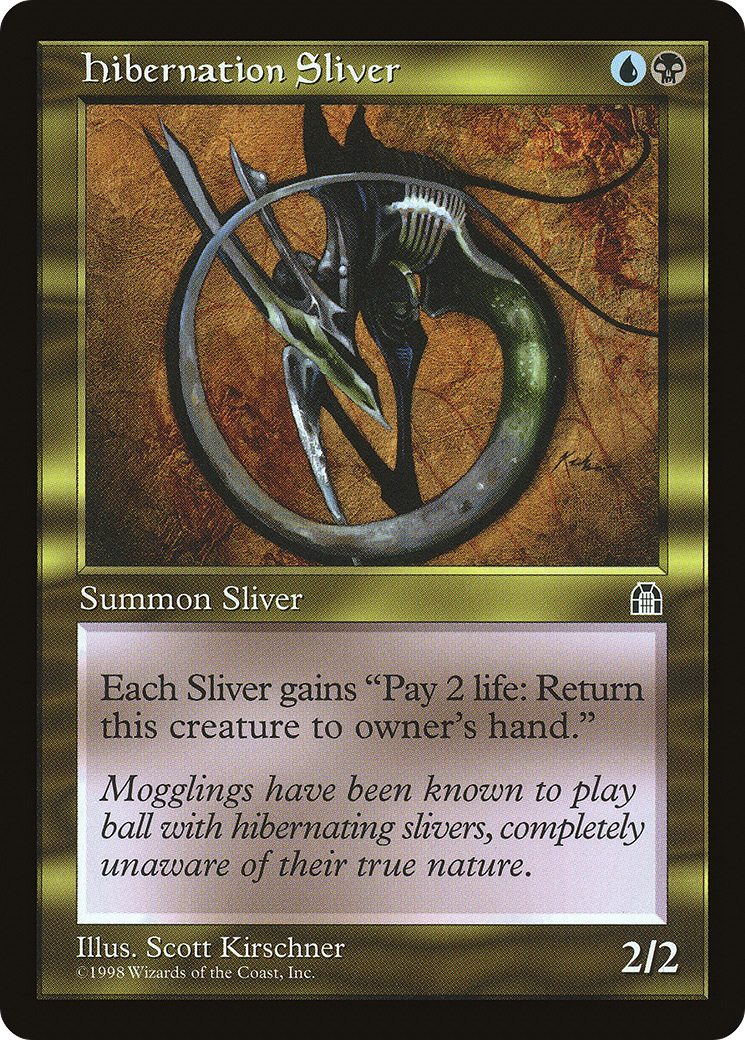 Hibernation Sliver
Summon Sliver
Each Sliver gains “Pay 2 life: Return
this creature to owner’s hand.”
Mogglings have been known to play
ball with hibernating slivers, completely
unaware of their true nature.
Illus. Scott Kirschner
©1998 Wizards of the Coast, Inc.
2/2